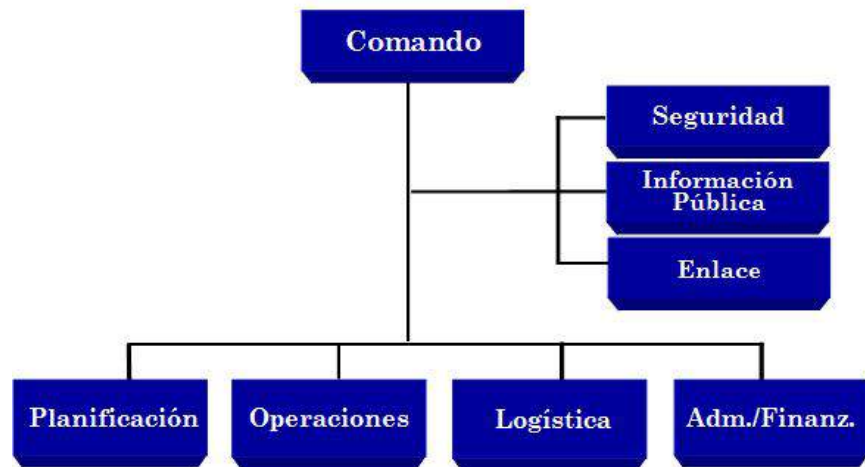 Comando
Seguridad
Información
Pública
Enlace
Planificación
Operaciones
Logística
Adm./Finanz.